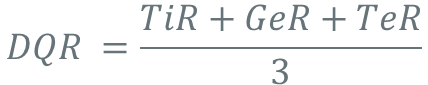 DQR = (TiR + GeR + TeR) / 3